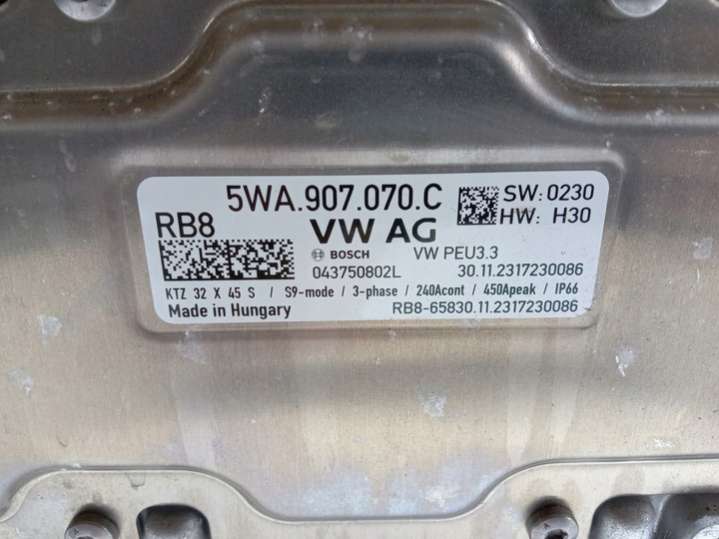 5WA.907.070.C
SW: 0230
HW: H30
RB8
VW AG
BOSCH
VW PEU3.3
043750802L
30.11.2317230086
KTZ 32 X 45 S / S9-mode / 3-phase / 240Acont / 450Apeak / IP66
Made in Hungary
RB8-65830.11.2317230086